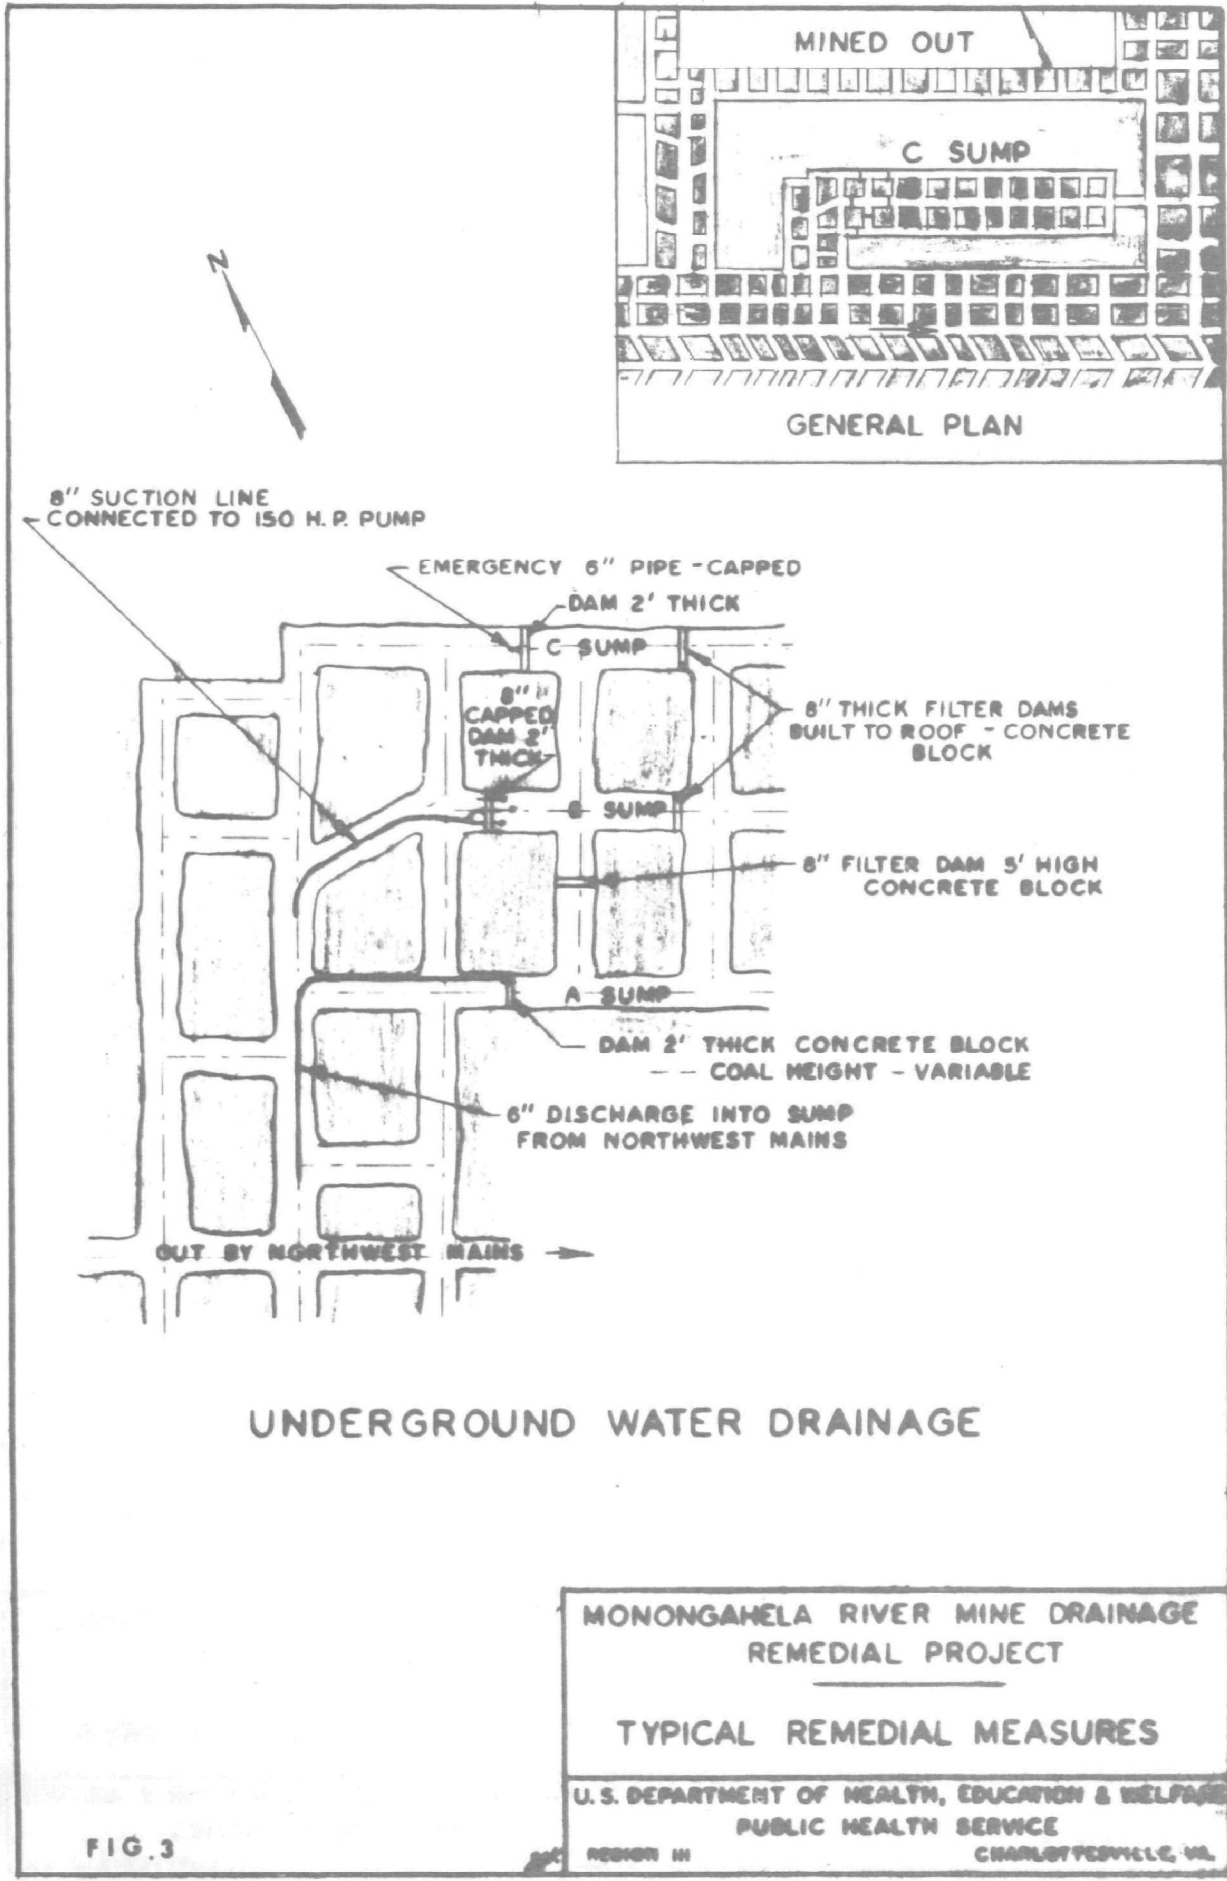 MINED OUT
C SUMP
GENERAL PLAN
N
8" SUCTION LINE
CONNECTED TO 150 H.P. PUMP
EMERGENCY 6" PIPE - CAPPED
DAM 2' THICK
C SUMP
8"
CAPPED
DAM 2'
THICK
8" THICK FILTER DAMS
BUILT TO ROOF - CONCRETE
BLOCK
B SUMP
8" FILTER DAM 5' HIGH
CONCRETE BLOCK
A SUMP
DAM 2' THICK CONCRETE BLOCK
-- COAL HEIGHT - VARIABLE
6" DISCHARGE INTO SUMP
FROM NORTHWEST MAINS
OUT BY NORTHWEST MAINS
UNDERGROUND WATER DRAINAGE
MONONGAHELA RIVER MINE DRAINAGE
REMEDIAL PROJECT
TYPICAL REMEDIAL MEASURES
U.S. DEPARTMENT OF HEALTH, EDUCATION & WELFARE
PUBLIC HEALTH SERVICE
REGION III CHARLOTTESVILLE, VA.
FIG. 3